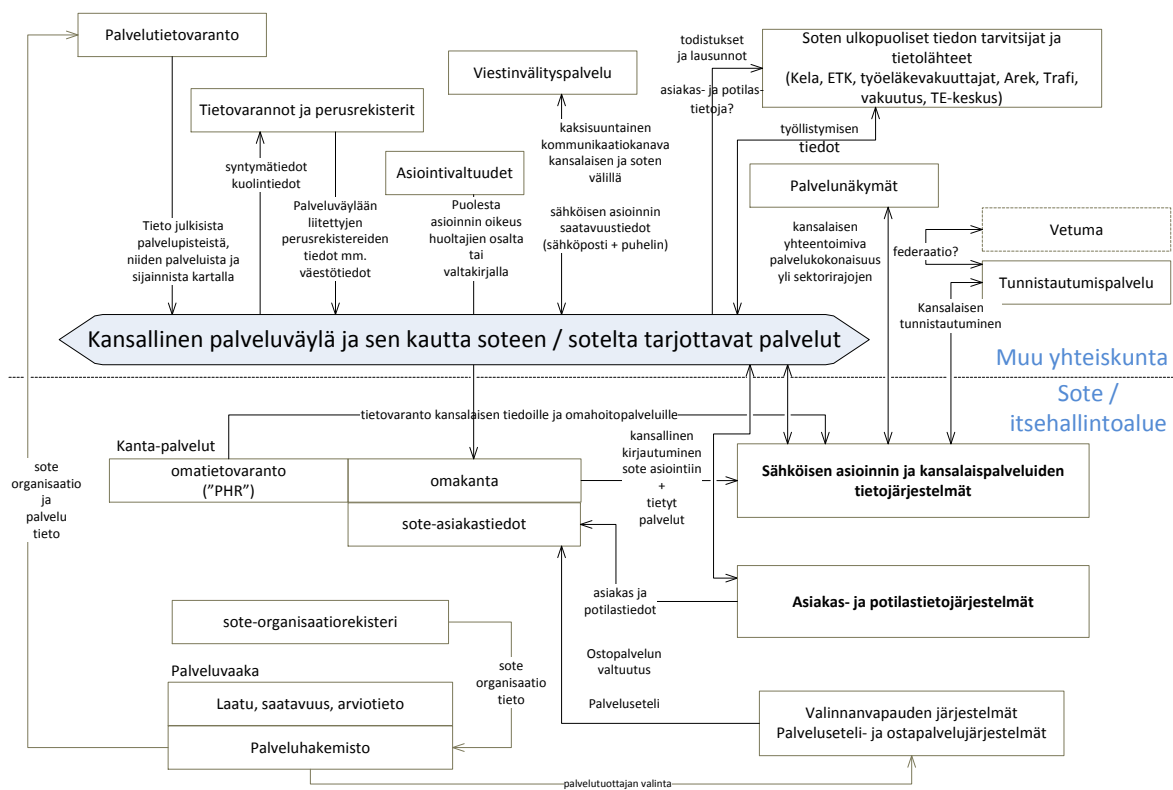 Palvelutietovaranto
Viestinvälityspalvelu
todistukset
ja lausunnot
asiakas- ja potilas-
tietoja?
Soten ulkopuoliset tiedon tarvitsijat ja
tietolähteet
(Kela, ETK, työeläkevakuuttajat, Arek, Trafi,
vakuutus, TE-keskus)
Tietovarannot ja perusrekisterit
kaksisuuntainen
kommunikaatiokanava
kansalaisen ja soten
välillä
työllistymisen
tiedot
syntymätiedot
kuolintiedot
Asiointivaltuudet
Palvelunäkymät
Tieto julkisista
palvelupisteistä,
niiden palveluista ja
sijainnista kartalla
Palveluväylään
liitettyjen
perusrekistereiden
tiedot mm.
väestötiedot
Puolesta
asioinnin oikeus
huoltajien osalta
tai
valtakirjalla
sähköisen asioinnin
saatavuustiedot
(sähköposti + puhelin)
kansalaisen
yhteentoimiva
palvelukokonaisuus
yli sektorirajojen
Vetuma
federaatio?
Tunnistautumispalvelu
Kansalaisen
tunnistautuminen
Kansallinen palveluväylä ja sen kautta soteen / sotelta tarjottavat palvelut
Muu yhteiskunta
Sote /
itsehallintoalue
tietovaranto kansalaisen tiedoille ja omahoitopalveluille
Kanta-palvelut
omatietovaranto
(”PHR”)
omakanta
sote-asiakastiedot
kansallinen
kirjautuminen
sote asiointiin
+
tietyt
palvelut
Sähköisen asioinnin ja kansalaispalveluiden
tietojärjestelmät
sote
organisaatio
ja
palvelu
tieto
asiakas ja
potilastiedot
Asiakas- ja potilastietojärjestelmät
sote-organisaatiorekisteri
sote
organisaatio
tieto
Ostopalvelun
valtuutus
Palveluseteli
Palveluvaaka
Laatu, saatavuus, arviotieto
Palveluhakemisto
Valinnanvapauden järjestelmät
Palveluseteli- ja ostapalvelujärjestelmät
palvelutuottajan valinta